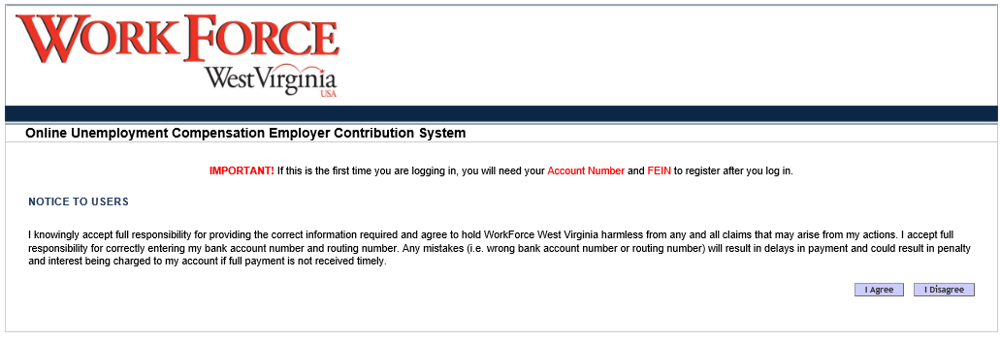 WORKFORCE
WestVirginia
USA
Online Unemployment Compensation Employer Contribution System
IMPORTANT! If this is the first time you are logging in, you will need your Account Number and FEIN to register after you log in.
NOTICE TO USERS
I knowingly accept full responsibility for providing the correct information required and agree to hold WorkForce West Virginia harmless from any and all claims that may arise from my actions. I accept full
responsibility for correctly entering my bank account number and routing number. Any mistakes (i.e. wrong bank account number or routing number) will result in delays in payment and could result in penalty
and interest being charged to my account if full payment is not received timely.
I Agree I Disagree